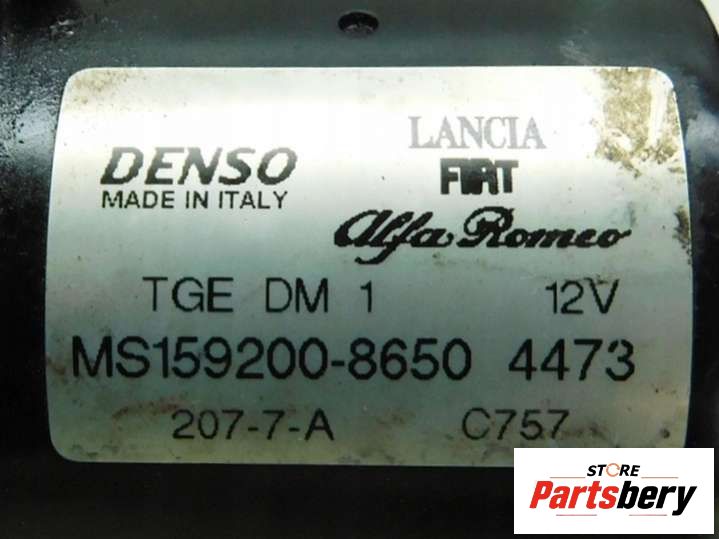 LANCIA
DENSO FIAT
MADE IN ITALY
Alfa Romeo
TGE DM 1 12V
MS159200-8650 4473
207-7-A C757
STORE
Partsbery